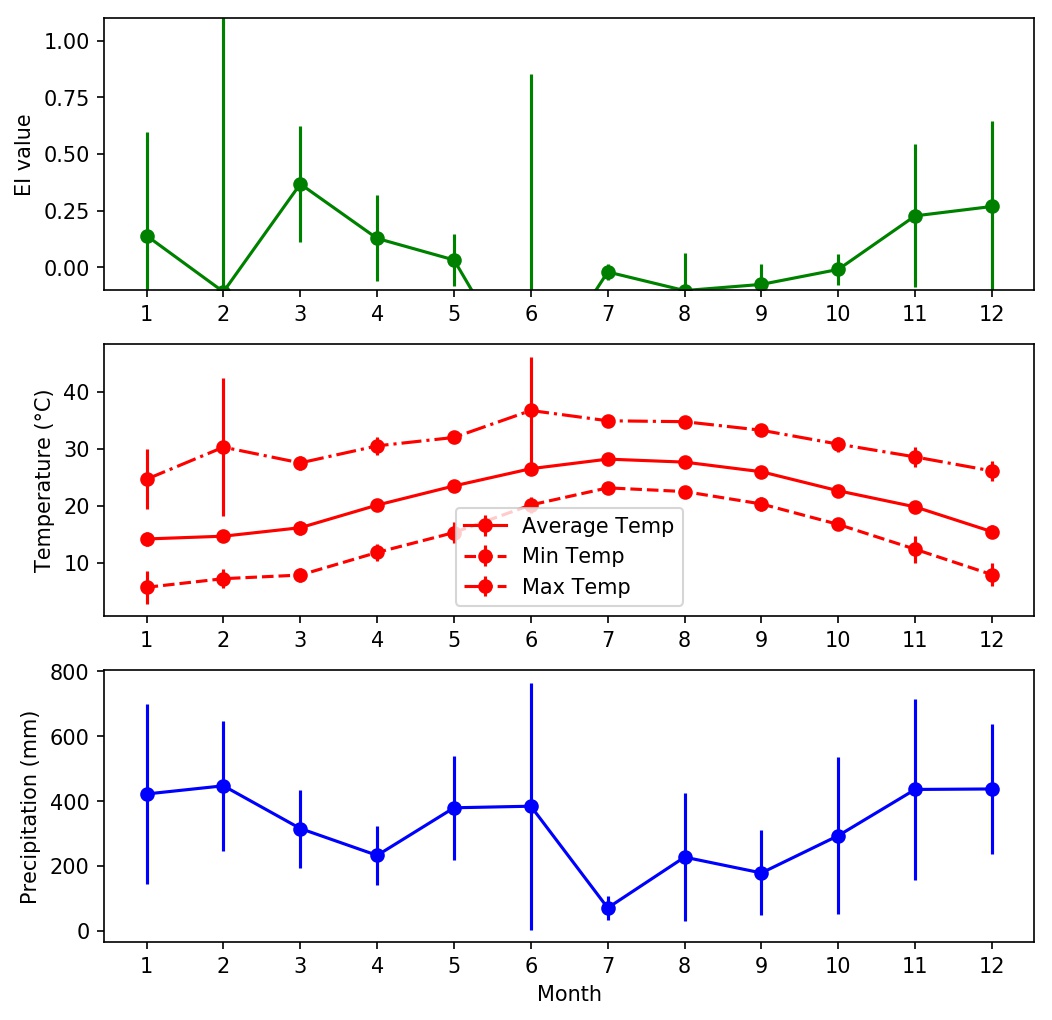 EI value
1.00
0.75
0.50
0.25
0.00
1 2 3 4 5 6 7 8 9 10 11 12
Temperature (°C)
40
30
20
10
Average Temp
Min Temp
Max Temp
1 2 3 4 5 6 7 8 9 10 11 12
Precipitation (mm)
800
600
400
200
0
1 2 3 4 5 6 7 8 9 10 11 12
Month